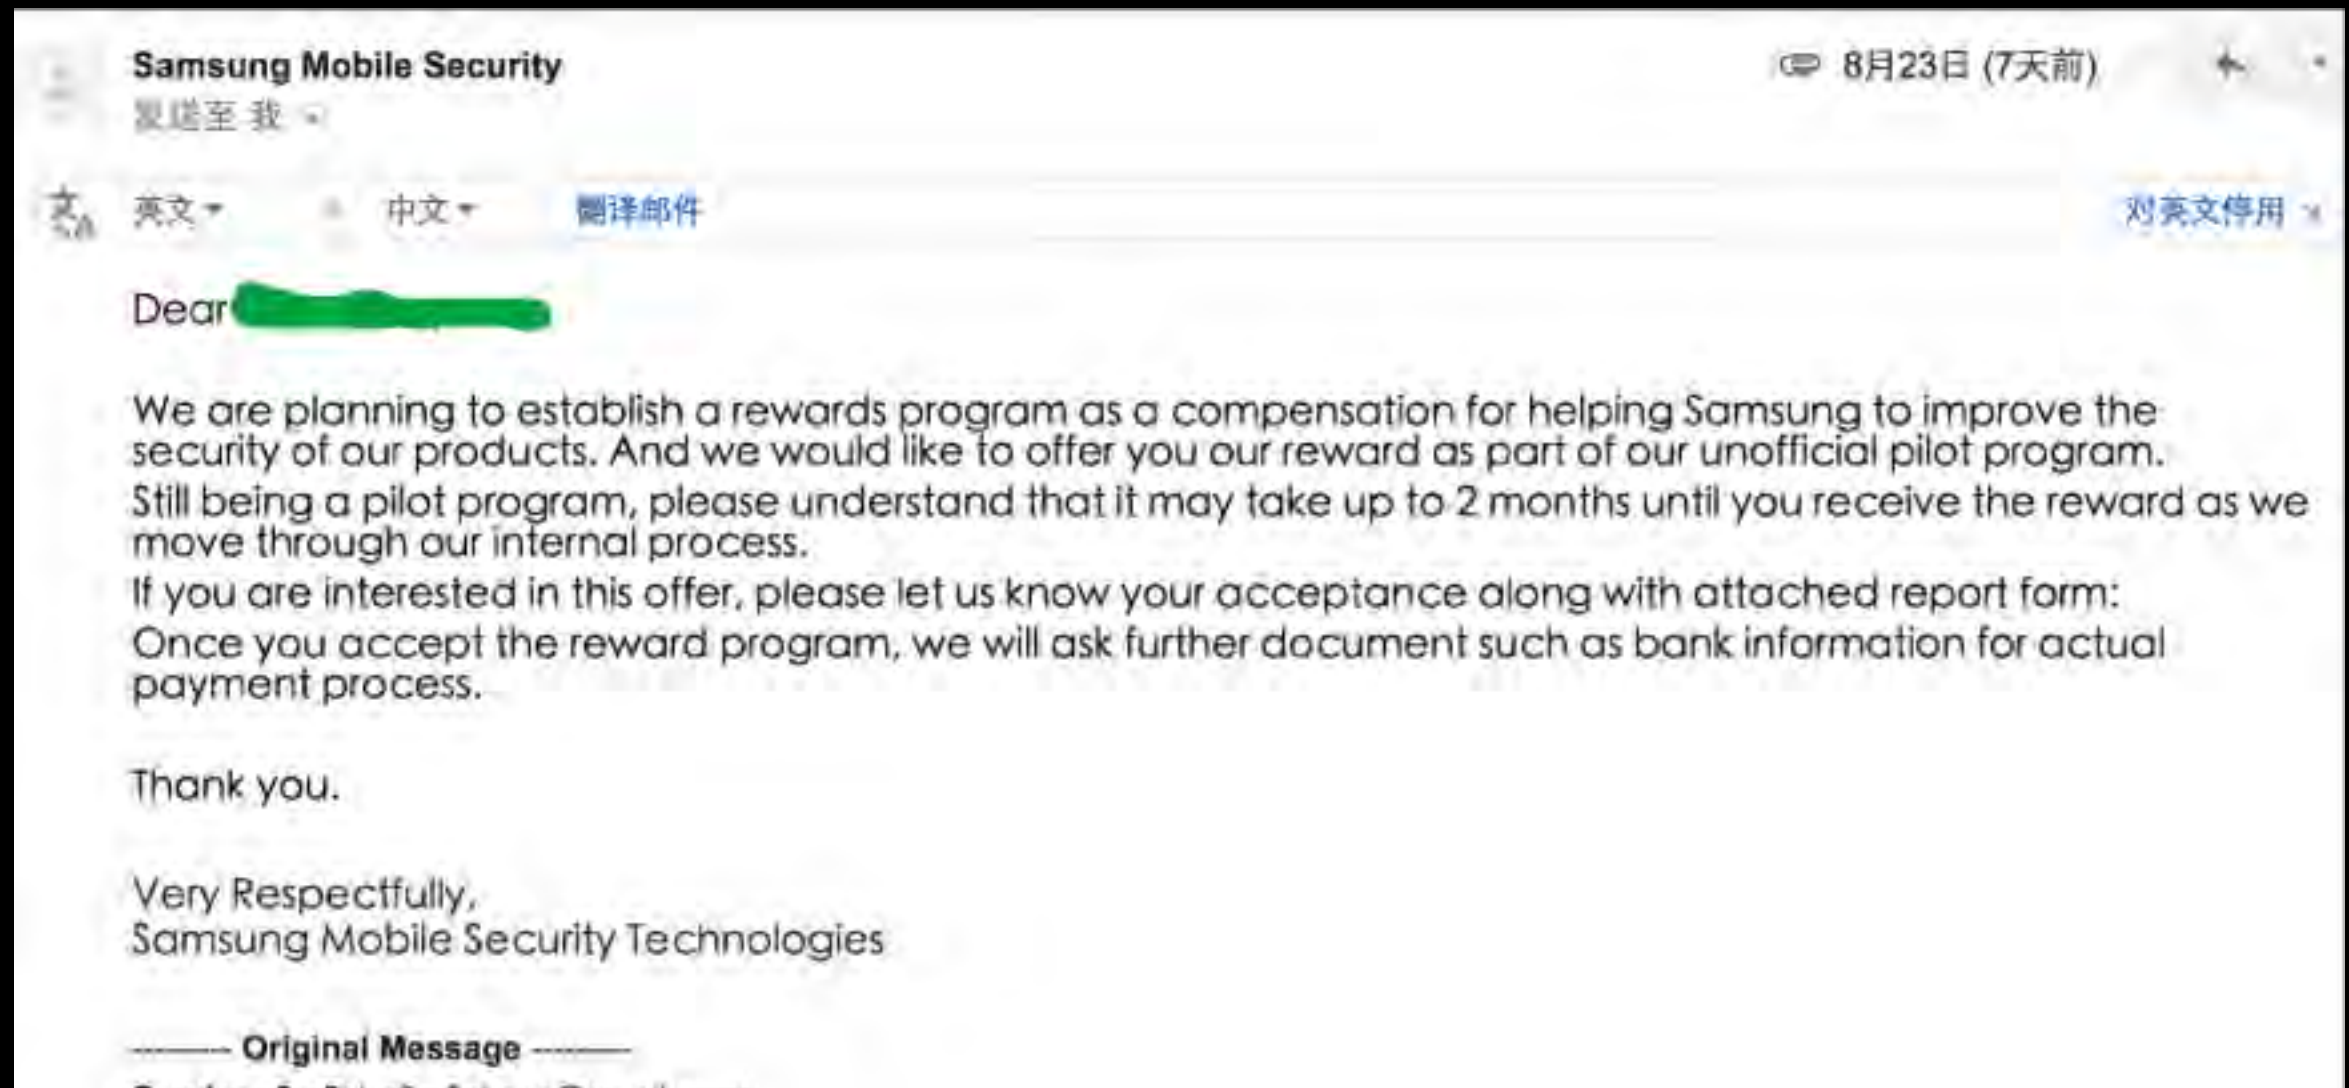 Samsung Mobile Security
8月23日 (7天前)
发送至 我
英文
中文
翻译邮件
对英文停用
Dear
We are planning to establish a rewards program as a compensation for helping Samsung to improve the
security of our products. And we would like to offer you our reward as part of our unofficial pilot program.
Still being a pilot program, please understand that it may take up to 2 months until you receive the reward as we
move through our internal process.
If you are interested in this offer, please let us know your acceptance along with attached report form:
Once you accept the reward program, we will ask further document such as bank information for actual
payment process.
Thank you.
Very Respectfully,
Samsung Mobile Security Technologies
--------- Original Message ---------